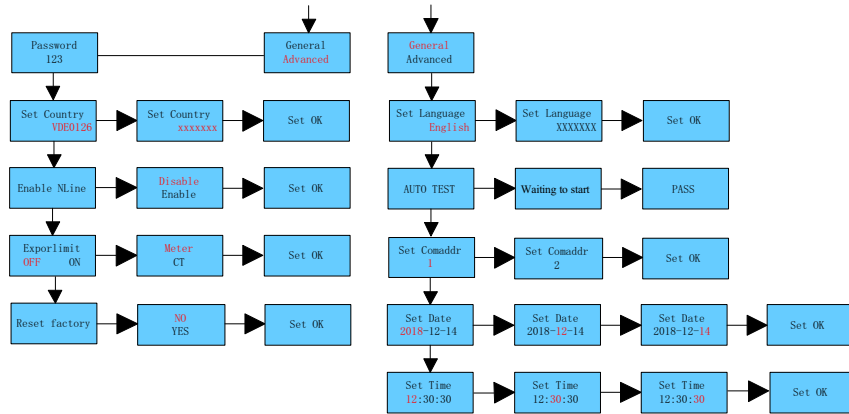 Password
123
General
Advanced
Set Country
VDE0126
Set Country
xxxxxxx
Set OK
Enable NLine
Disable
Enable
Set OK
Exporlimit
OFF ON
Meter
CT
Set OK
Reset factory
NO
YES
Set OK
General
Advanced
Set Language
English
Set Language
XXXXXXX
Set OK
AUTO TEST
Waiting to start
PASS
Set Comaddr
1
Set Comaddr
2
Set OK
Set Date
2018-12-14
Set Date
2018-12-14
Set Date
2018-12-14
Set OK
Set Time
12:30:30
Set Time
12:30:30
Set Time
12:30:30
Set OK